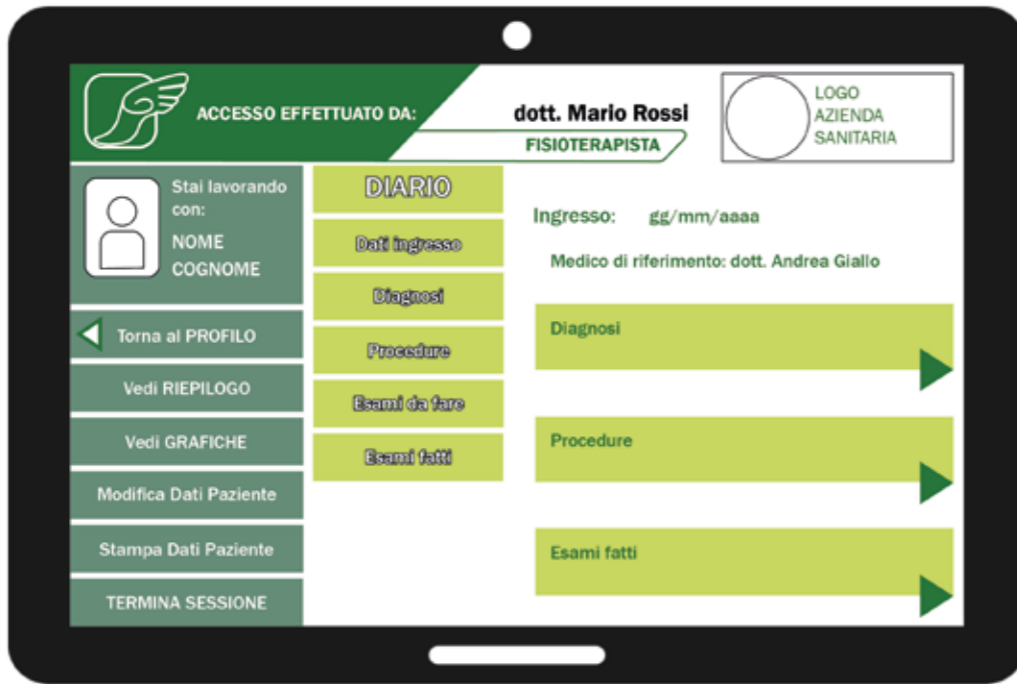 ACCESSO EFFETTUATO DA:
dott. Mario Rossi
FISIOTERAPISTA
LOGO
AZIENDA
SANITARIA
Stai lavorando
con:
NOME
COGNOME
Torna al PROFILO
Vedi RIEPILOGO
Vedi GRAFICHE
Modifica Dati Paziente
Stampa Dati Paziente
TERMINA SESSIONE
DIARIO
Dati ingresso
Diagnosi
Procedure
Esami da fare
Esami fatti
Ingresso: gg/mm/aaaa
Medico di riferimento: dott. Andrea Giallo
Diagnosi
Procedure
Esami fatti